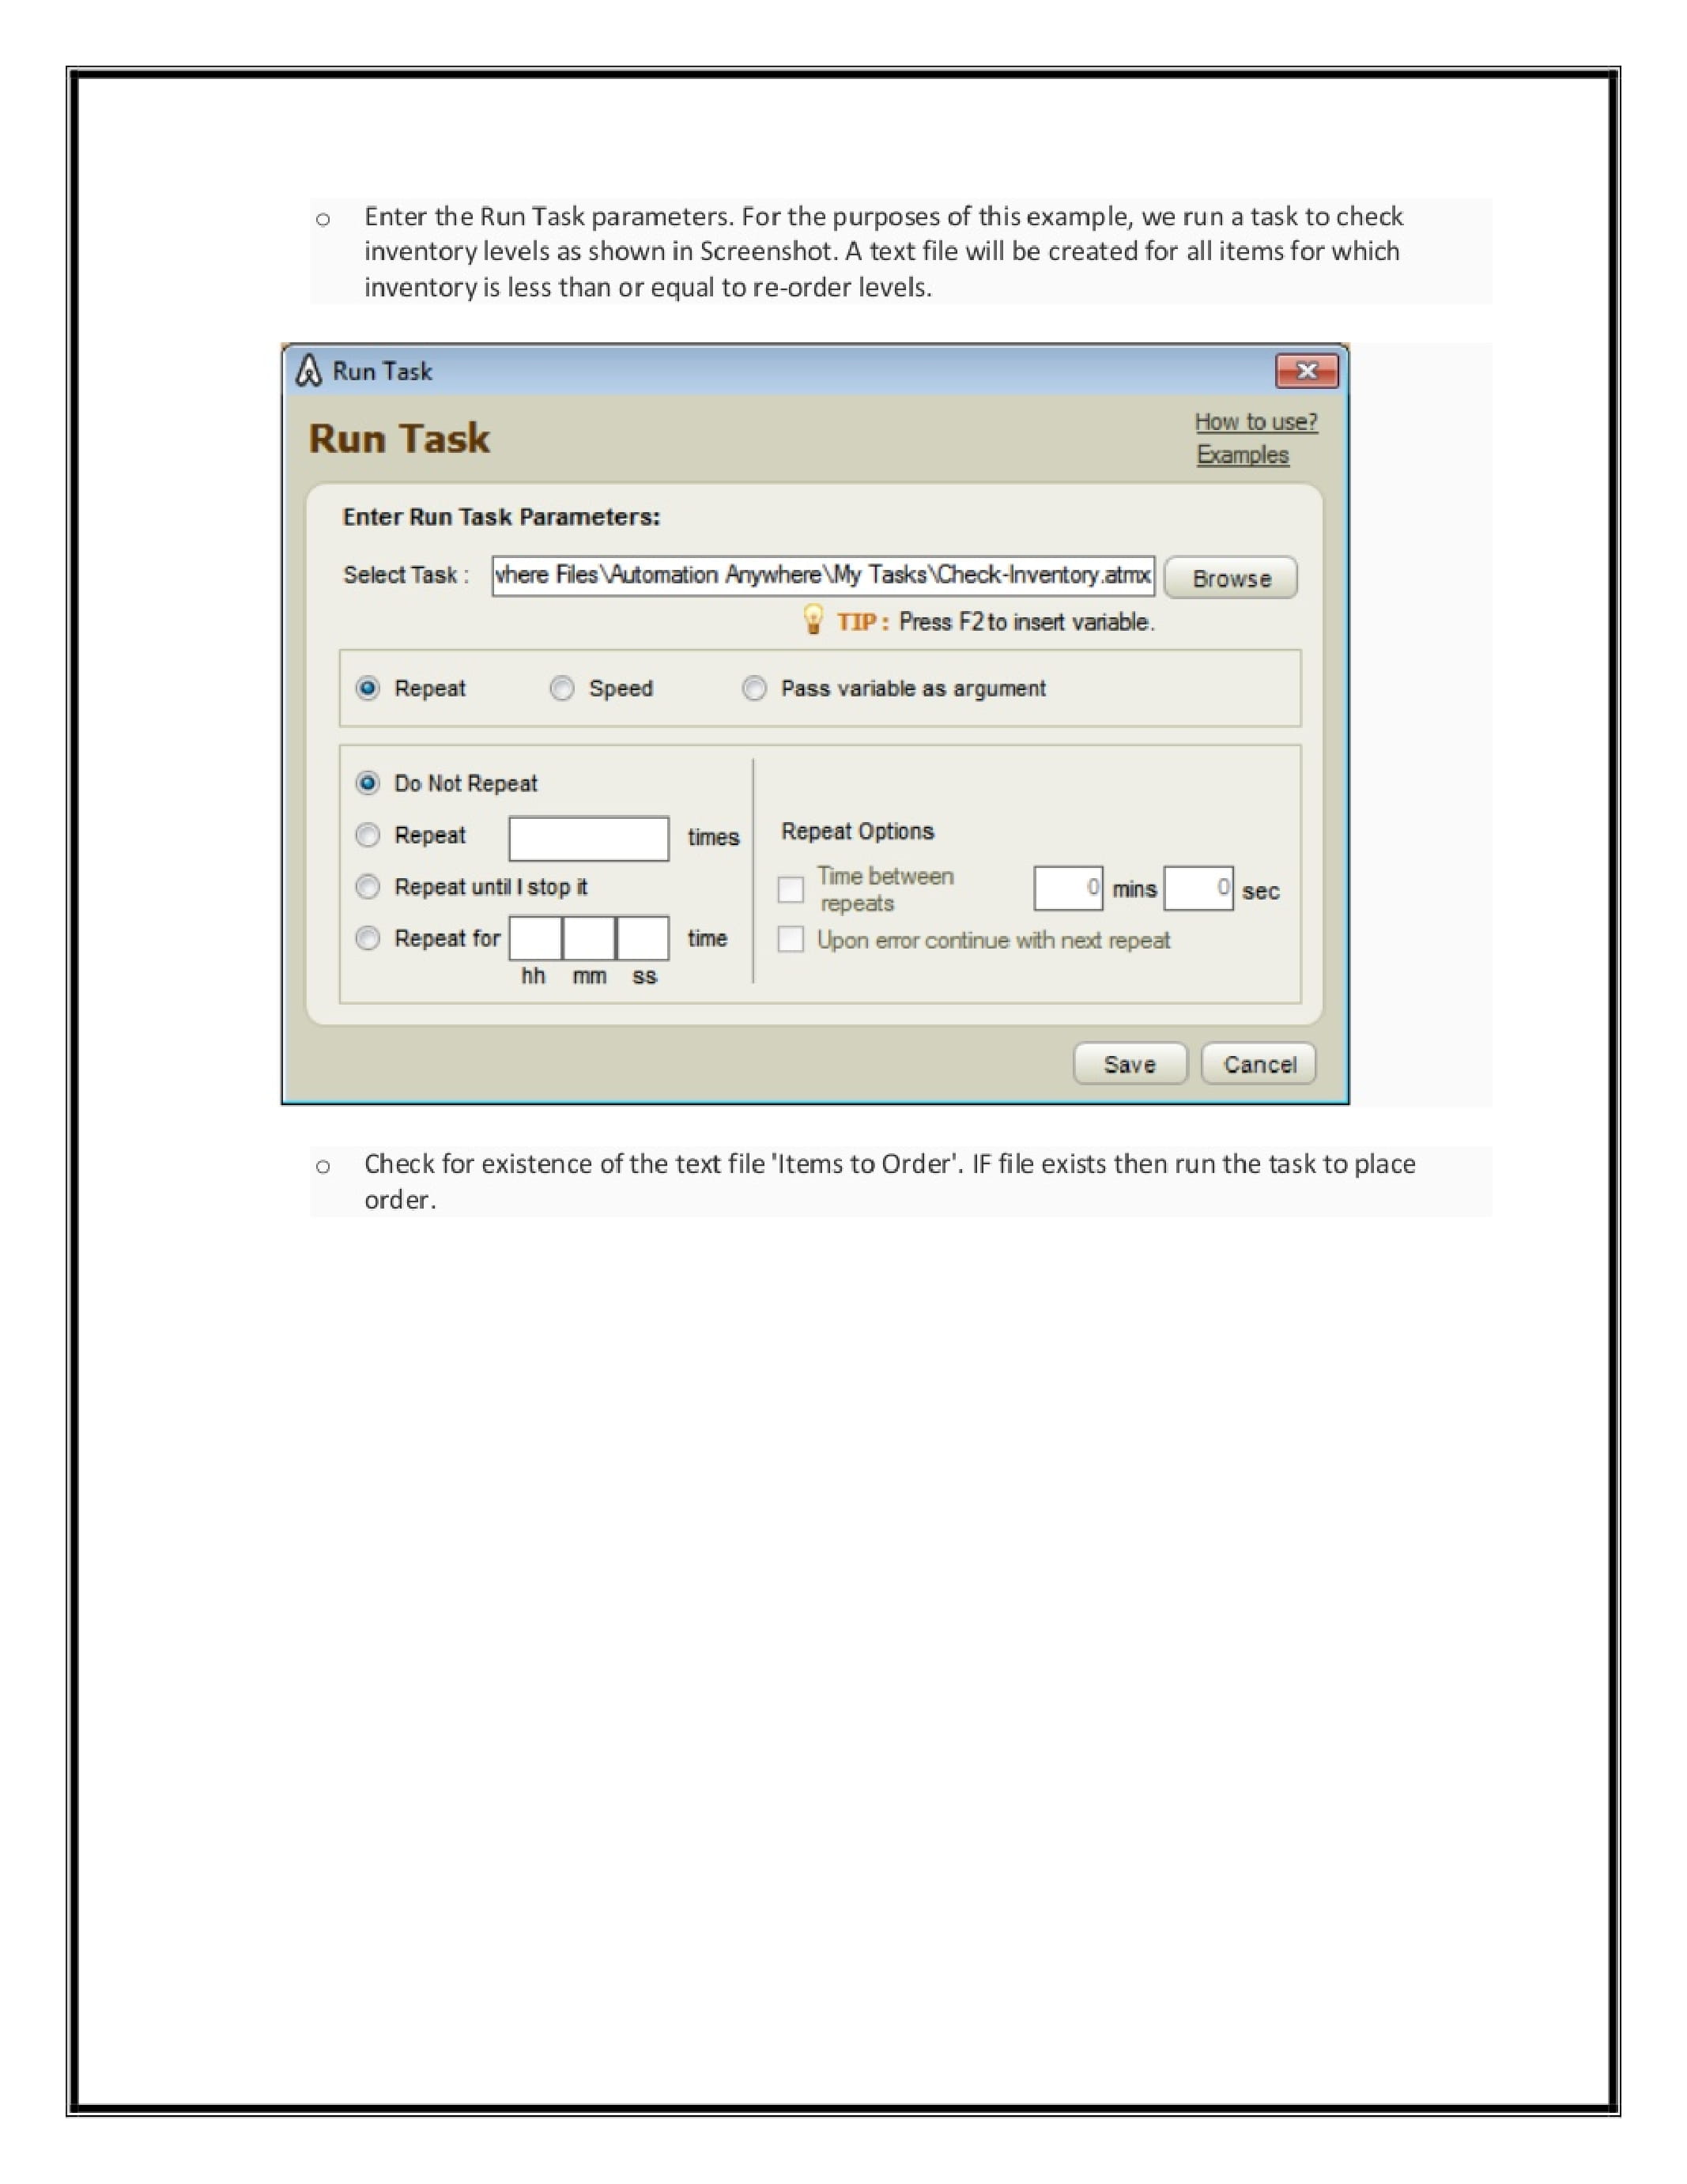 o Enter the Run Task parameters. For the purposes of this example, we run a task to check
inventory levels as shown in Screenshot. A text file will be created for all items for which
inventory is less than or equal to re-order levels.
Run Task
Run Task
How to use?
Examples
Enter Run Task Parameters:
Select Task : where Files\Automation Anywhere\My Tasks\Check-Inventory.atmx Browse
TIP : Press F2 to insert variable.
Repeat Speed Pass variable as argument
Do Not Repeat
Repeat times
Repeat until I stop it
Repeat for time
hh mm ss
Repeat Options
Time between
repeats
0 mins 0 sec
Upon error continue with next repeat
Save Cancel
o Check for existence of the text file 'Items to Order'. IF file exists then run the task to place
order.